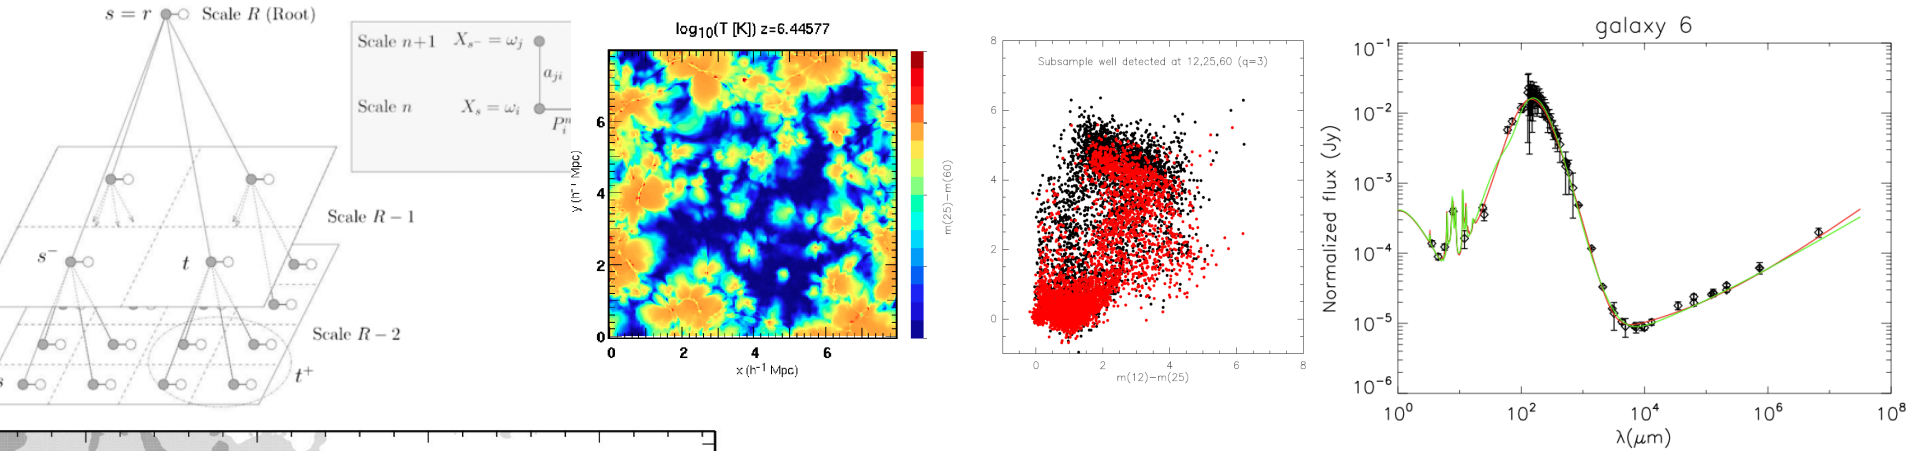 s = r
Scale R (Root)
Scale n+1 X_{s^-} = ω_j
a_{ji}
Scale n X_s = ω_i
Scale R − 1
s^-
t
Scale R − 2
t^+
log10(T [K]) z=6.44577
y (h^-1 Mpc)
6
4
2
0
0 2 4 6
x (h^-1 Mpc)
m(25)−m(60)
8
6
4
2
0
Subsample well detected at 12,25,60 (q=3)
0 2 4 6 8
m(12)−m(25)
galaxy 6
Normalized flux (Jy)
10^-1
10^-2
10^-3
10^-4
10^-5
10^-6
10^0 10^2 10^4 10^6 10^8
λ(μm)